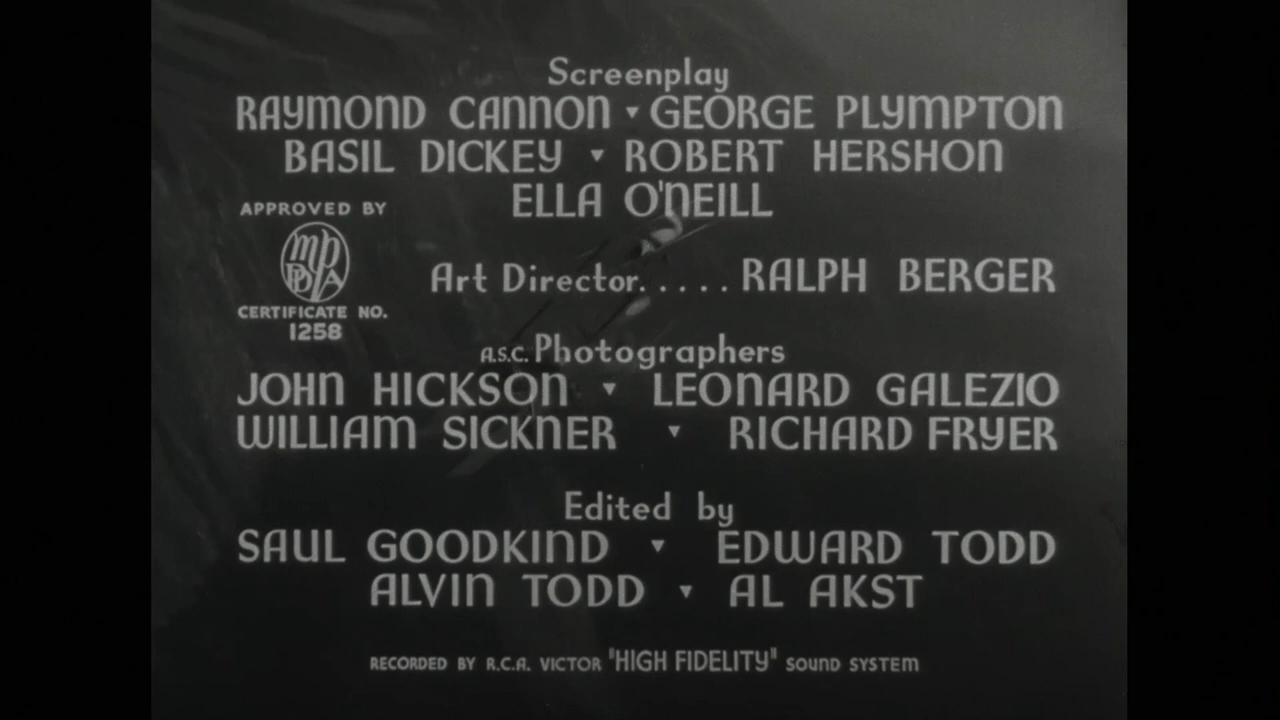 Screenplay
RAYMOND CANNON ▾ GEORGE PLYMPTON
BASIL DICKEY ▾ ROBERT HERSHON
ELLA O'NEILL
APPROVED BY
MPPDA
CERTIFICATE NO.
1258
Art Director..... RALPH BERGER
A.S.C. Photographers
JOHN HICKSON ▾ LEONARD GALEZIO
WILLIAM SICKNER ▾ RICHARD FRYER
Edited by
SAUL GOODKIND ▾ EDWARD TODD
ALVIN TODD ▾ AL AKST
RECORDED BY R.C.A. VICTOR "HIGH FIDELITY" SOUND SYSTEM